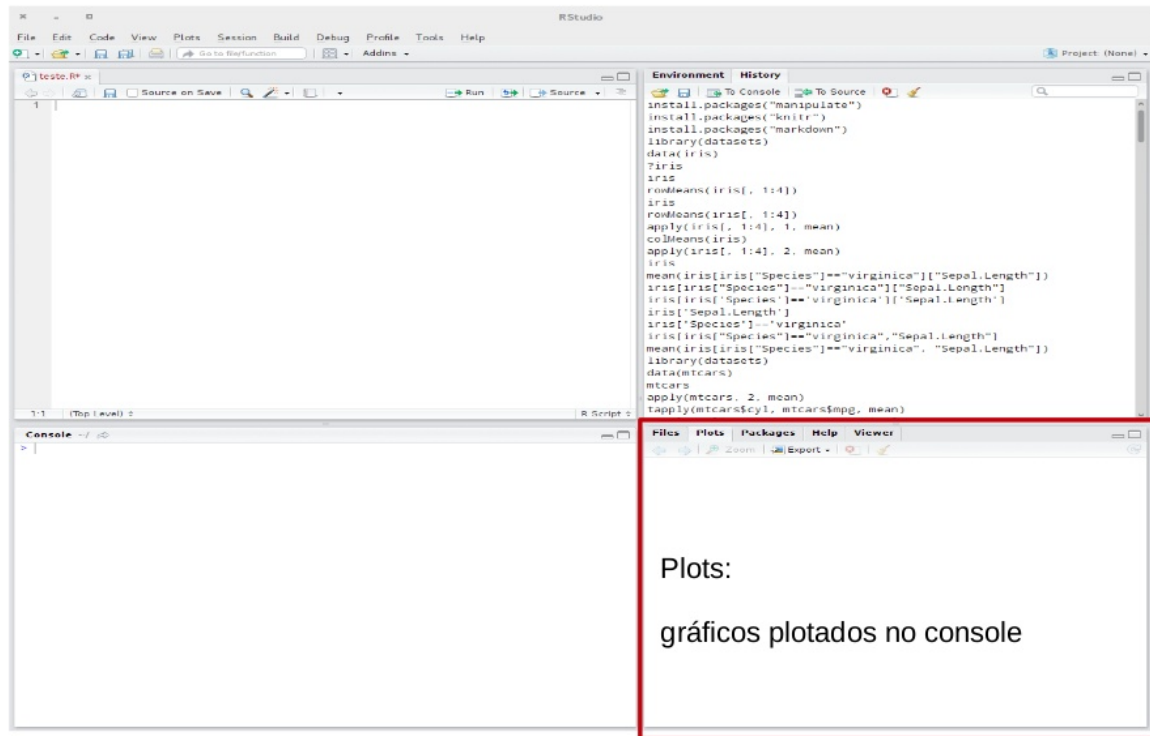 RStudio
File Edit Code View Plots Session Build Debug Profile Tools Help
Go to file/function Addins
Project: (None)
teste.R*
Source on Save Run Source
1
1:1 (Top Level) R Script
Console ~/
>
Environment History
To Console To Source
install.packages("manipulate")
install.packages("knitr")
install.packages("markdown")
library(datasets)
data(iris)
?iris
iris
rowMeans(iris[, 1:4])
iris
rowMeans(iris[, 1:4])
apply(iris[, 1:4], 1, mean)
colMeans(iris)
apply(iris[, 1:4], 2, mean)
iris
mean(iris[iris["Species"]=="virginica"]["Sepal.Length"])
iris[iris["Species"]=="virginica"]["Sepal.Length"]
iris[iris['Species']=='virginica']['Sepal.Length']
iris['Sepal.Length']
iris['Species']=='virginica'
iris[iris["Species"]=="virginica","Sepal.Length"]
mean(iris[iris["Species"]=="virginica", "Sepal.Length"])
library(datasets)
data(mtcars)
mtcars
apply(mtcars, 2, mean)
tapply(mtcars$cyl, mtcars$mpg, mean)
Files Plots Packages Help Viewer
Zoom Export
Plots:
gráficos plotados no console